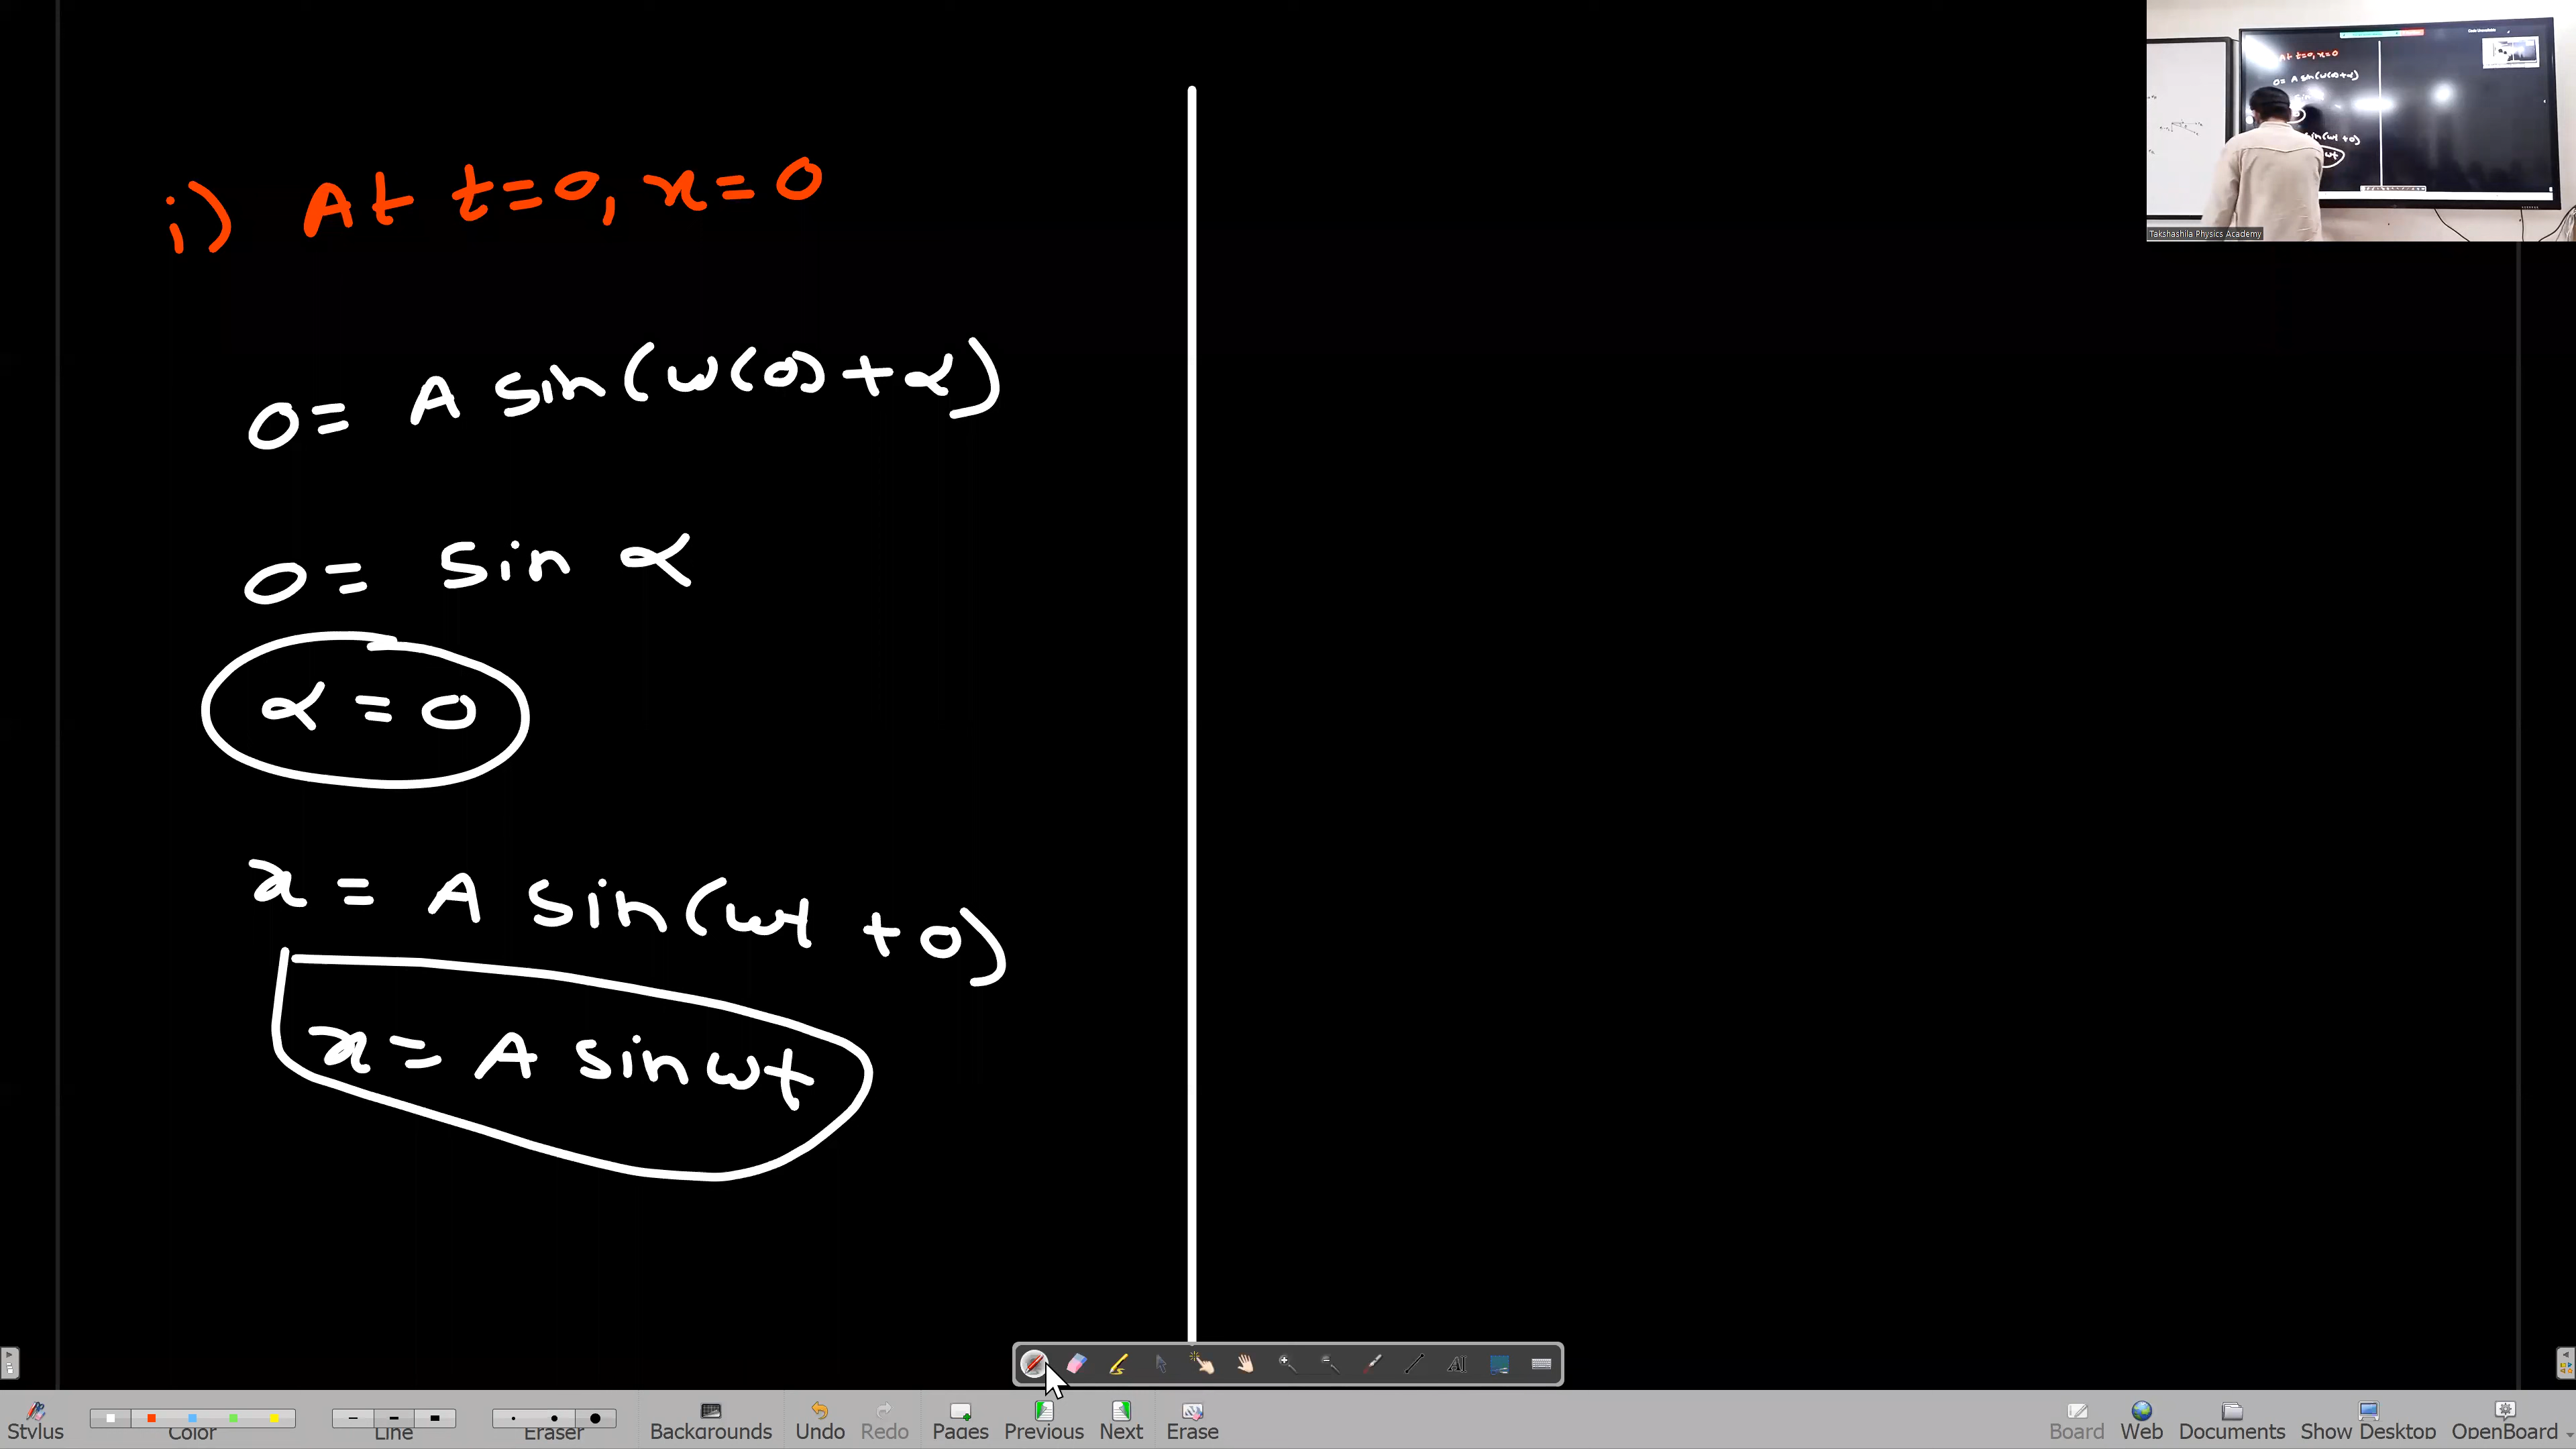 i) At t=0, x=0
0= A sin(ω(0)+α)
0= sin α
α = 0
x = A sin(ωt +0)
x= A sinωt
Takshashila Physics Academy
Stylus
Color
Line
Eraser
Backgrounds
Undo
Redo
Pages
Previous
Next
Erase
Board
Web
Documents
Show Desktop
OpenBoard